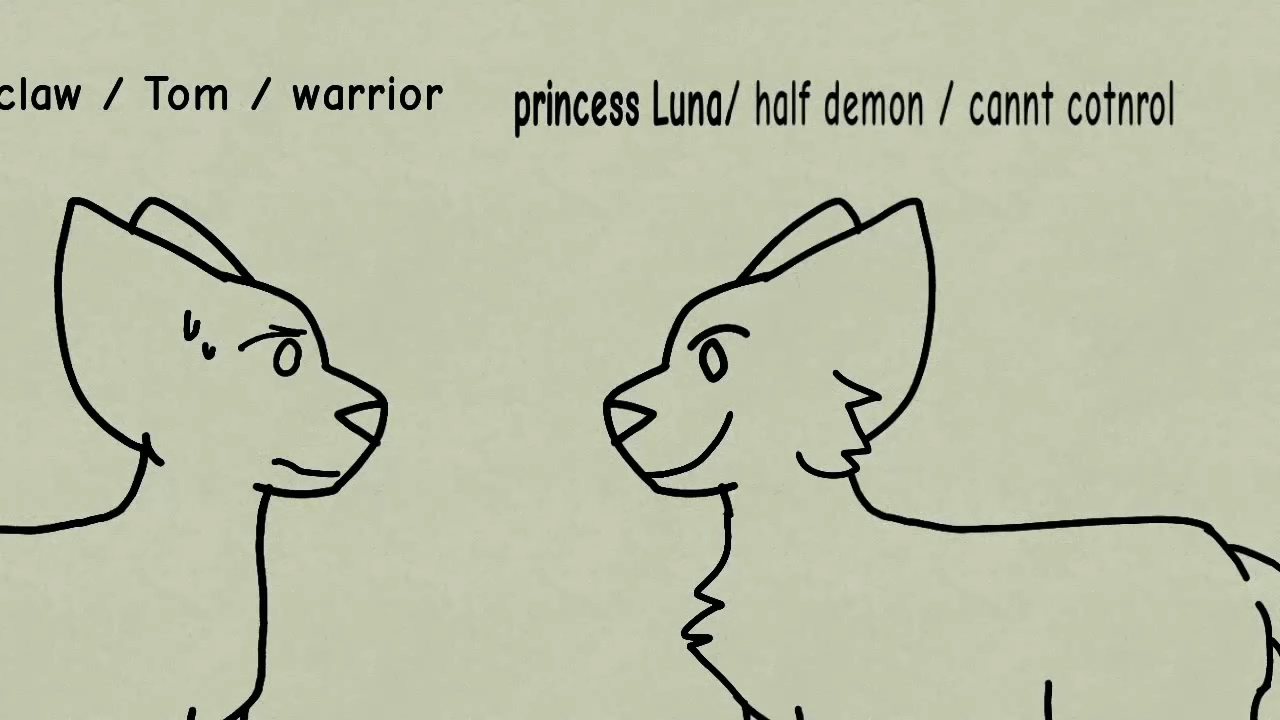 claw / Tom / warrior
princess Luna/ half demon / cannt cotnrol